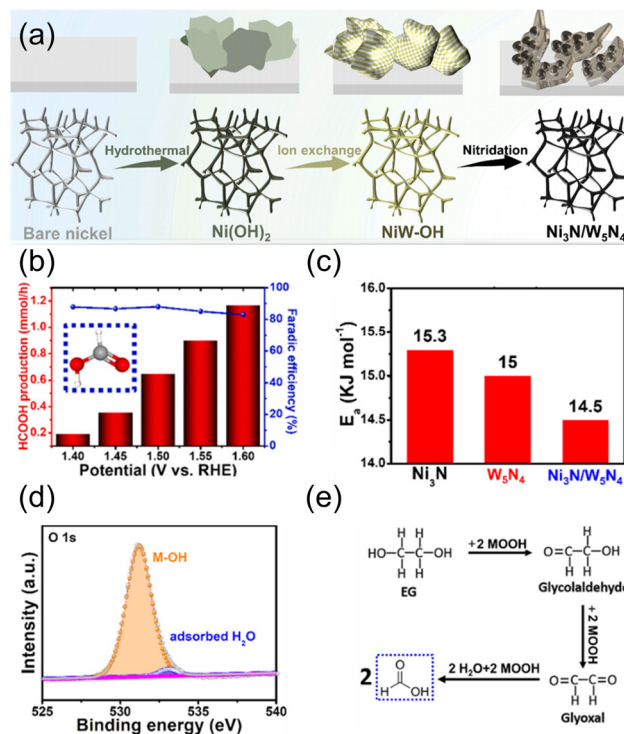 (a)
Hydrothermal
Ion exchange
Nitridation
Bare nickel
Ni(OH)₂
NiW-OH
Ni₃N/W₅N₄
(b)
HCOOH production (mmol/h)
1.2
1.0
0.8
0.6
0.4
0.2
100
80
60
40
20
0
Faradic efficiency (%)
1.40 1.45 1.50 1.55 1.60
Potential (V vs. RHE)
(c)
Eₐ (KJ mol⁻¹)
16.0
15.5
15.0
14.5
14.0
15.3
15
14.5
Ni₃N W₅N₄ Ni₃N/W₅N₄
(d)
O 1s
M-OH
adsorbed H₂O
Intensity (a.u.)
525 530 535 540
Binding energy (eV)
(e)
H H
HO-C-C-OH
H H
EG
+2 MOOH
H
O=C-C-OH
H H
Glycolaldehyde
+ 2 MOOH
O=C-C=O
H H
Glyoxal
2 H₂O+2 MOOH
2
O
H C OH